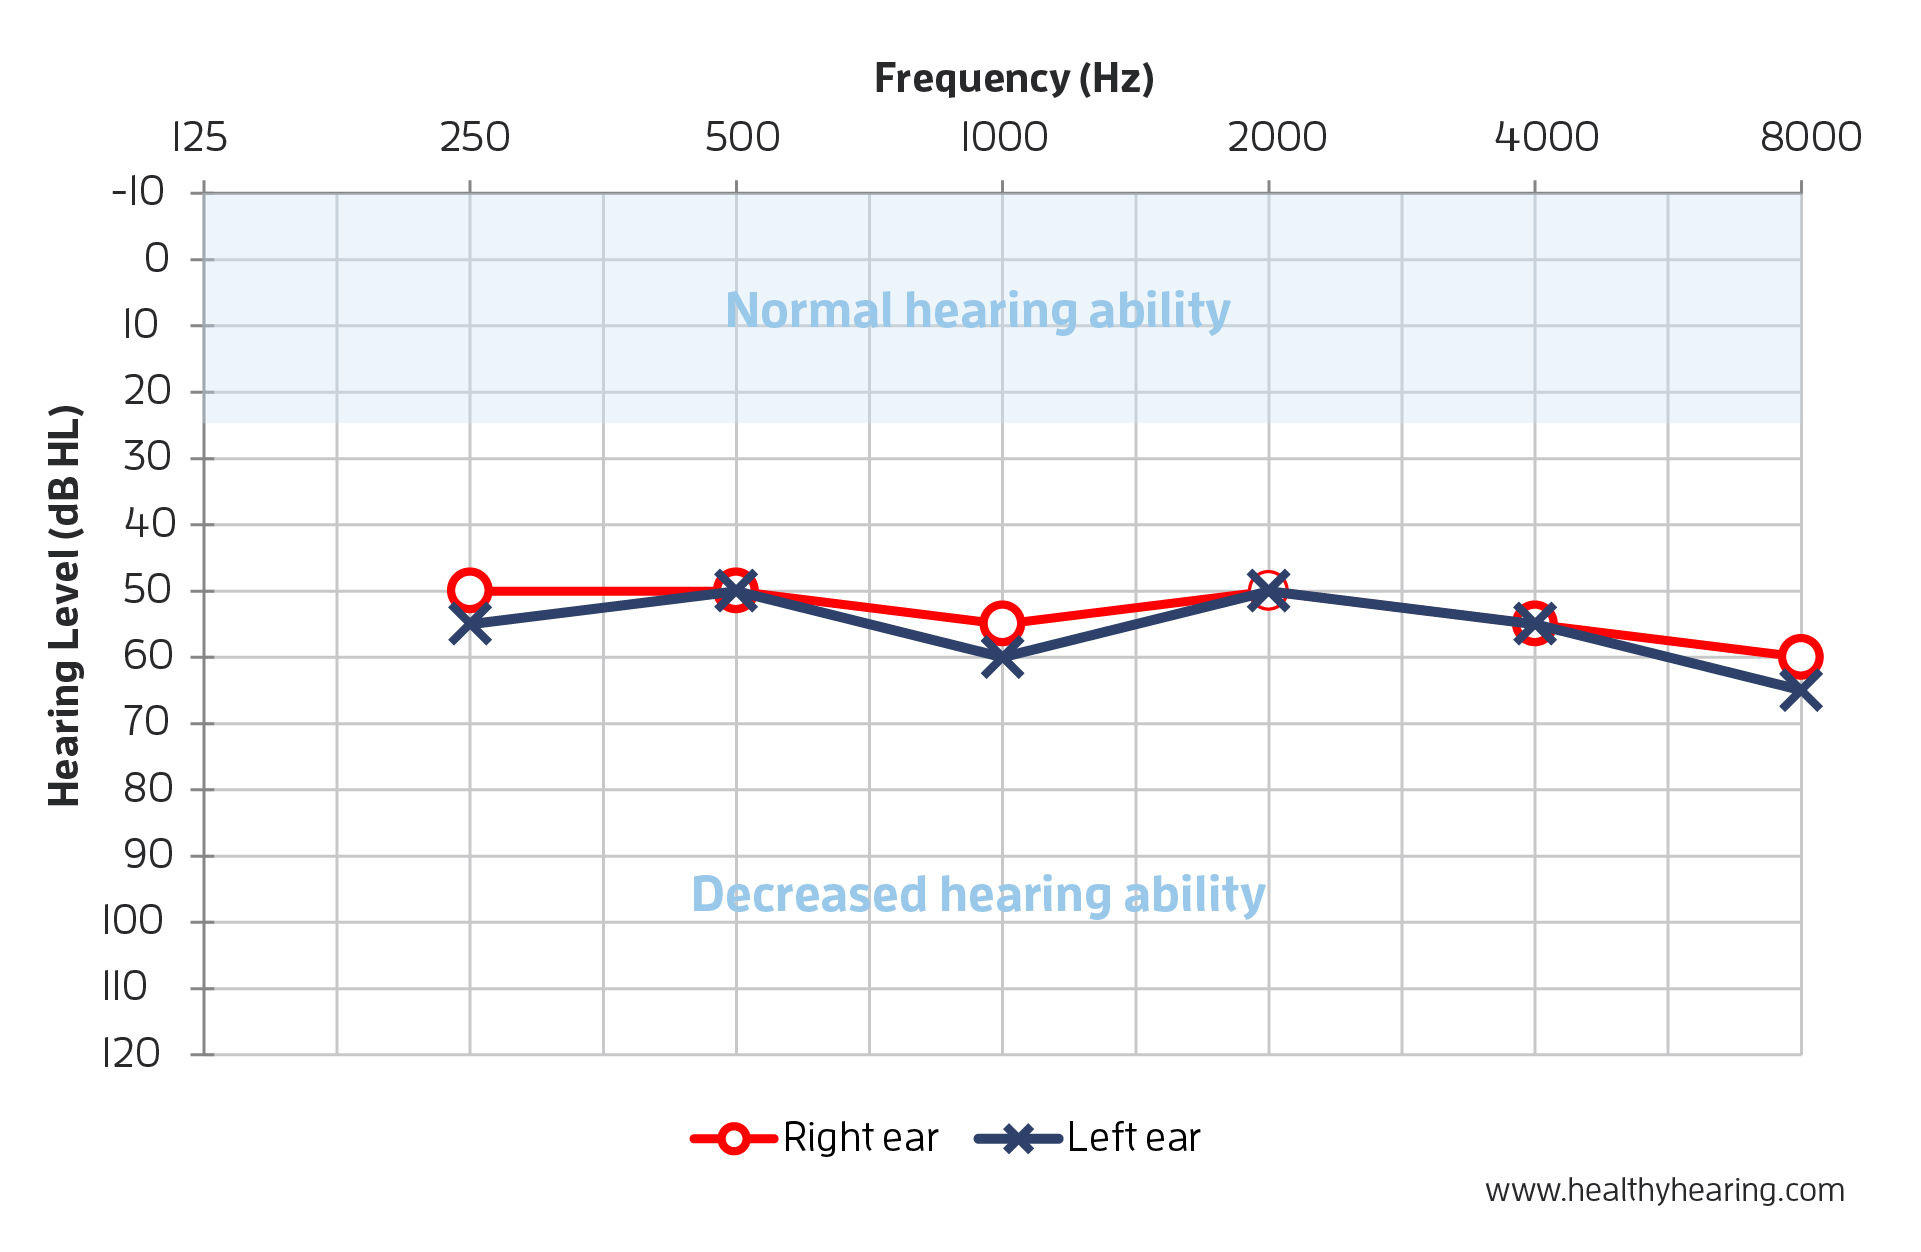 Frequency (Hz)
125 250 500 1000 2000 4000 8000
-10
0
10
Normal hearing ability
20
30
40
50
60
70
80
90
Decreased hearing ability
100
110
120
Hearing Level (dB HL)
Right ear Left ear
www.healthyhearing.com